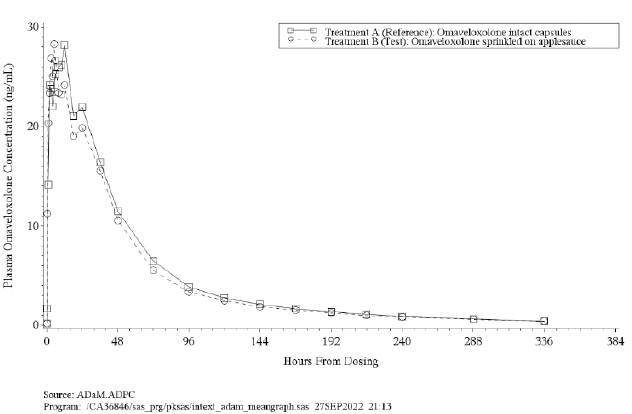 Treatment A (Reference): Omaveloxolone intact capsules
Treatment B (Test): Omaveloxolone sprinkled on applesauce
Plasma Omaveloxolone Concentration (ng/mL)
30
20
10
0
0 48 96 144 192 240 288 336 384
Hours From Dosing
Source: ADaM.ADPC
Program: /CA36846/sas_prg/pksas/intext_adam_meangraph.sas 27SEP2022 21:13